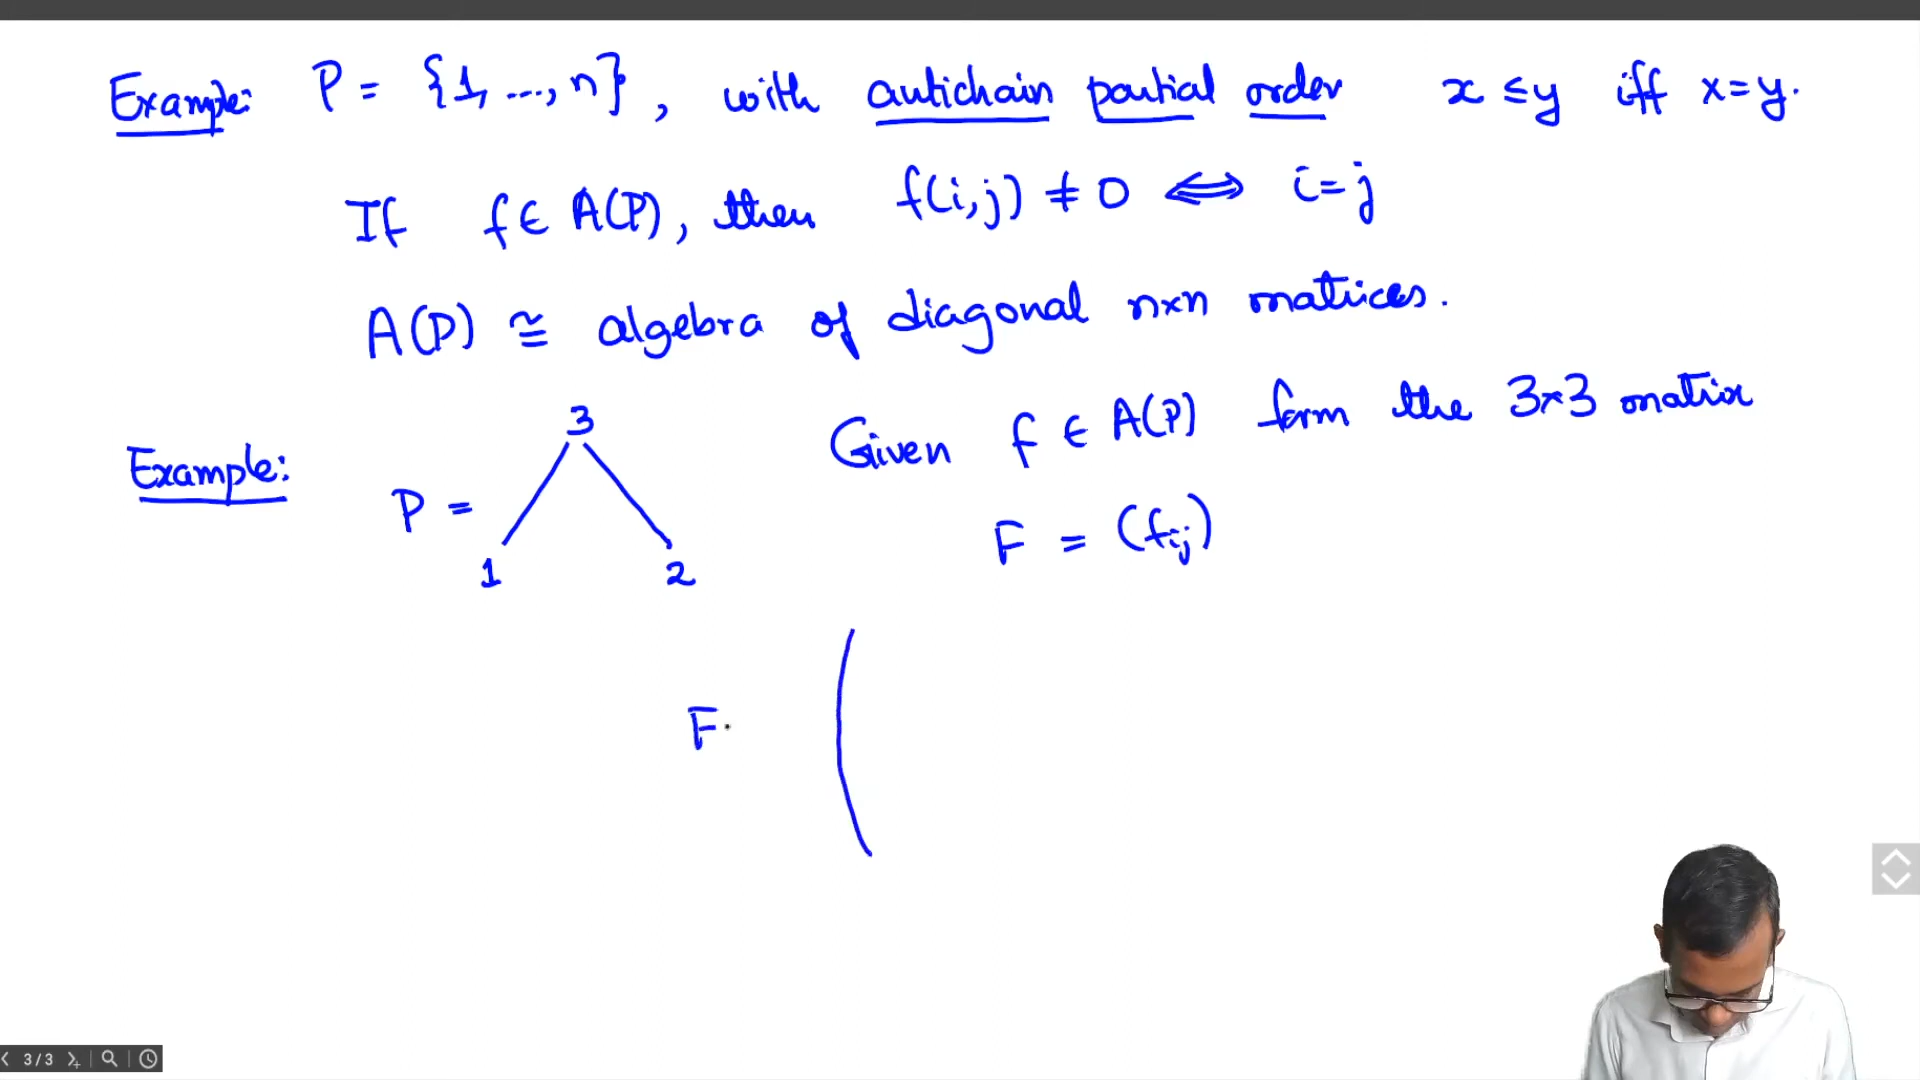 Example: P = {1, ..., n}, with antichain partial order x ≤ y iff x = y.
If f ∈ A(P), then f(i,j) ≠ 0 ⟺ i = j
A(P) ≅ algebra of diagonal n×n matrices.
Example: P =
3
1 2
Given f ∈ A(P) form the 3×3 matrix
F = (fij)
F (
3/3